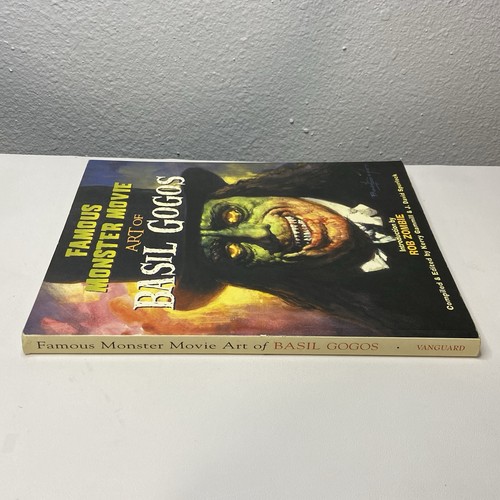 FAMOUS
MONSTER MOVIE
ART OF
BASIL GOGOS
Introduction by
ROB ZOMBIE
Compiled & Edited by Kerry Gammill & J. David Spurlock
Famous Monster Movie Art of BASIL GOGOS • VANGUARD